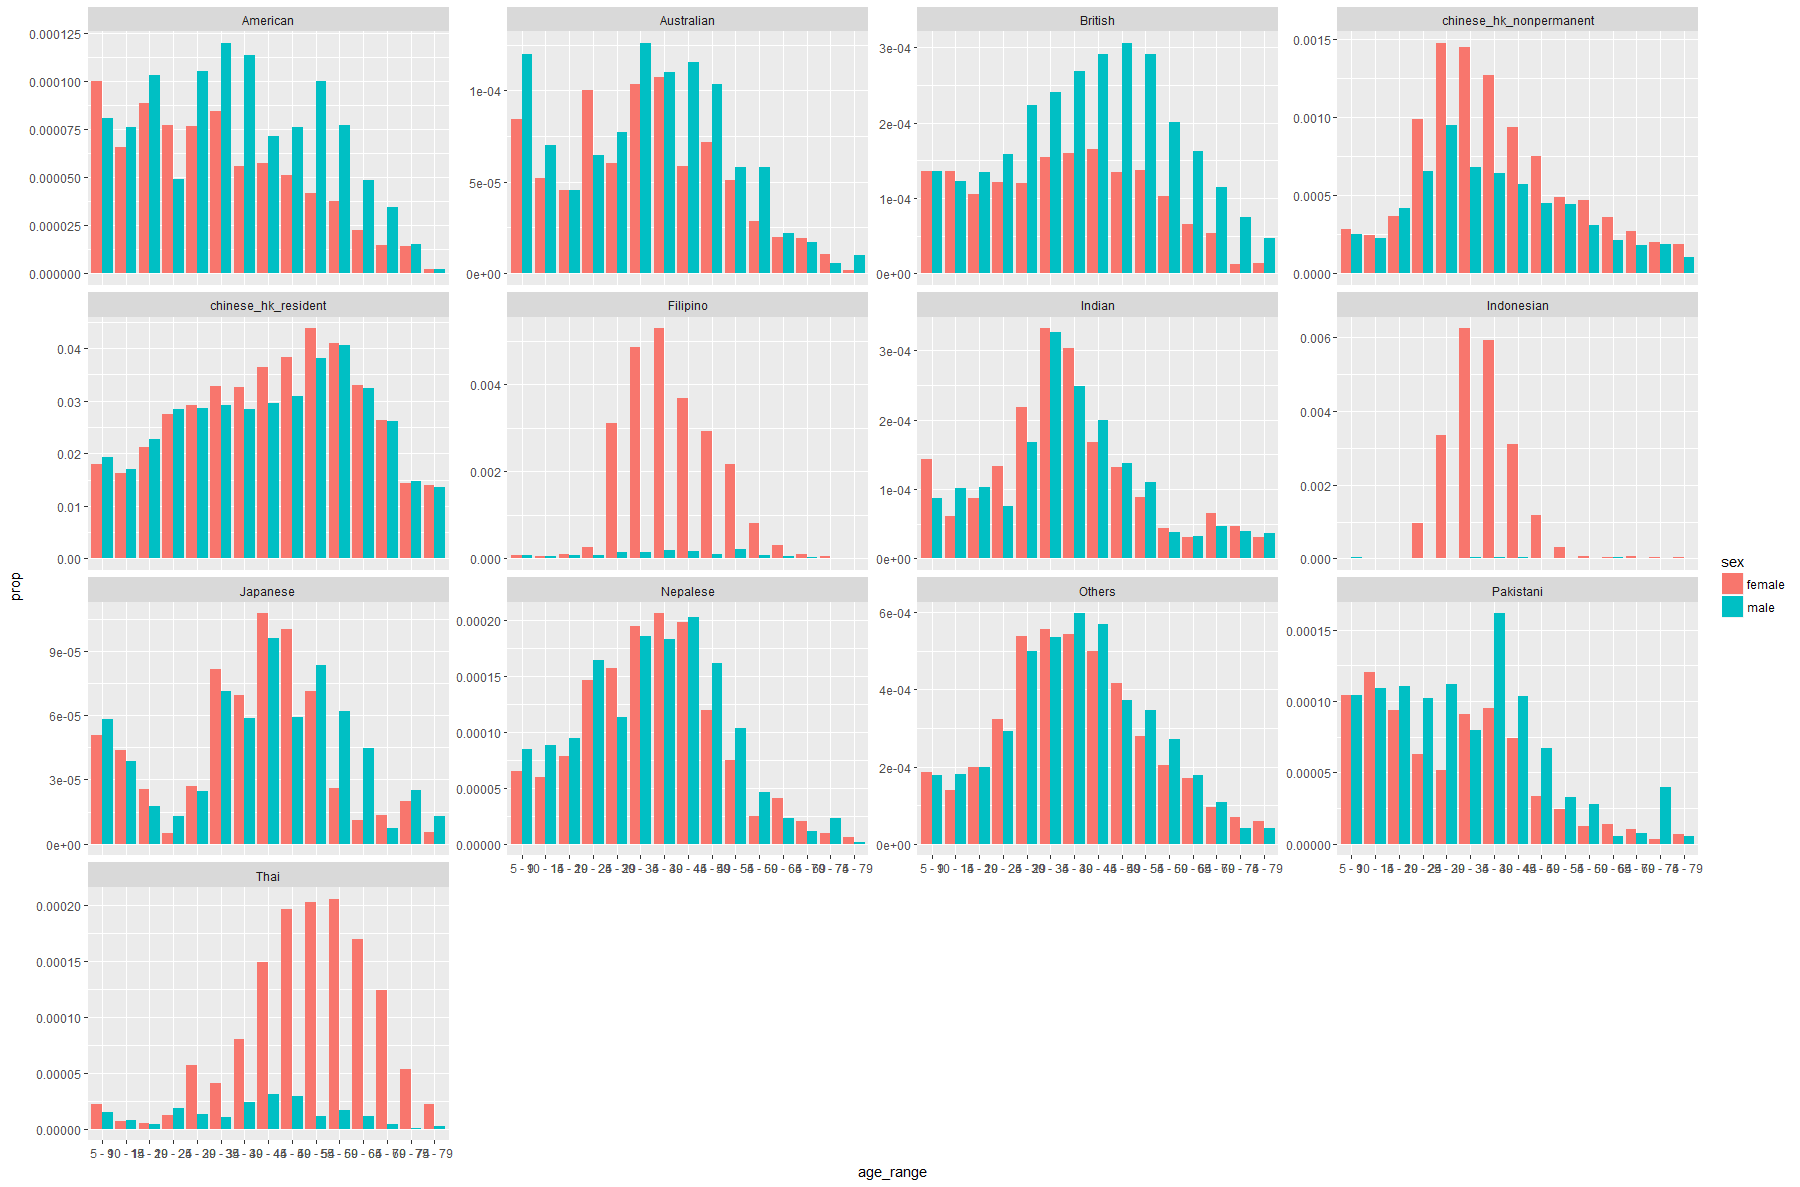 American
Australian
British
chinese_hk_nonpermanent
0.000125
0.000100
0.000075
0.000050
0.000025
0.000000
1e-04
5e-05
0e+00
3e-04
2e-04
1e-04
0e+00
0.0015
0.0010
0.0005
0.0000
chinese_hk_resident
Filipino
Indian
Indonesian
0.04
0.03
0.02
0.01
0.00
0.004
0.002
0.000
3e-04
2e-04
1e-04
0e+00
0.006
0.004
0.002
0.000
Japanese
Nepalese
Others
Pakistani
9e-05
6e-05
3e-05
0e+00
0.00020
0.00015
0.00010
0.00005
0.00000
6e-04
4e-04
2e-04
0e+00
0.00015
0.00010
0.00005
0.00000
Thai
0.00020
0.00015
0.00010
0.00005
0.00000
prop
age_range
sex
female
male